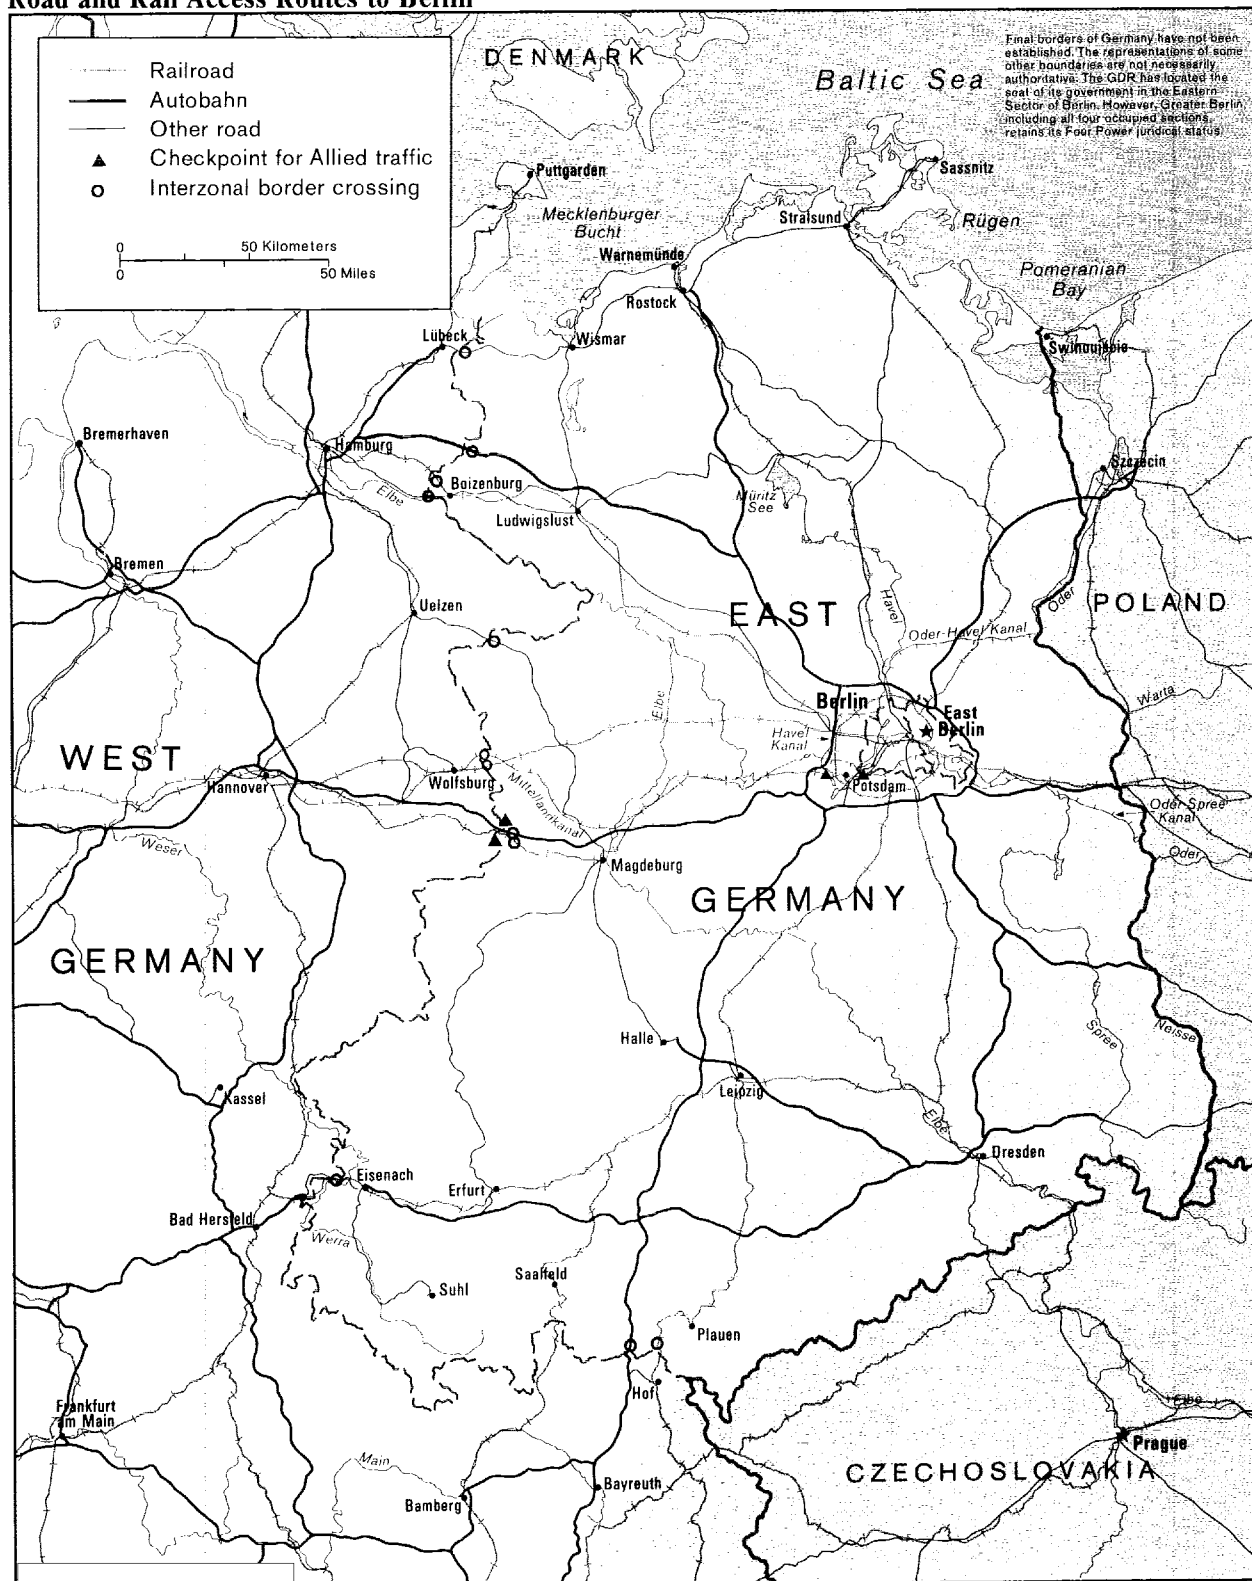 Road and Rail Access Routes to Berlin
Railroad
Autobahn
Other road
Checkpoint for Allied traffic
Interzonal border crossing
0 50 Kilometers
0 50 Miles
DENMARK
Baltic Sea
Final borders of Germany have not been
established. The representations of some
other boundaries are not necessarily
authoritative. The GDR has located the
seat of its government in the Eastern
Sector of Berlin. However, Greater Berlin,
including all four occupied sections,
retains its Four Power juridical status.
Puttgarden
Sassnitz
Mecklenburger
Bucht
Stralsund
Rügen
Warnemünde
Pomeranian
Bay
Rostock
Lübeck
Wismar
Swinoujscie
Bremerhaven
Hamburg
Szczecin
Elbe
Boizenburg
Müritz
See
Ludwigslust
Bremen
Uelzen
EAST
Havel
Oder
POLAND
Oder-Havel Kanal
Elbe
Warta
Berlin
East
Berlin
Havel
Kanal
WEST
Hannover
Wolfsburg
Mittellandkanal
Potsdam
Oder Spree
Kanal
Weser
Oder
Magdeburg
GERMANY
GERMANY
Halle
Spree
Neisse
Kassel
Leipzig
Elbe
Dresden
Eisenach
Erfurt
Bad Hersfeld
Werra
Suhl
Saalfeld
Plauen
Hof
Frankfurt
am Main
Elbe
Prague
Main
CZECHOSLOVAKIA
Bamberg
Bayreuth